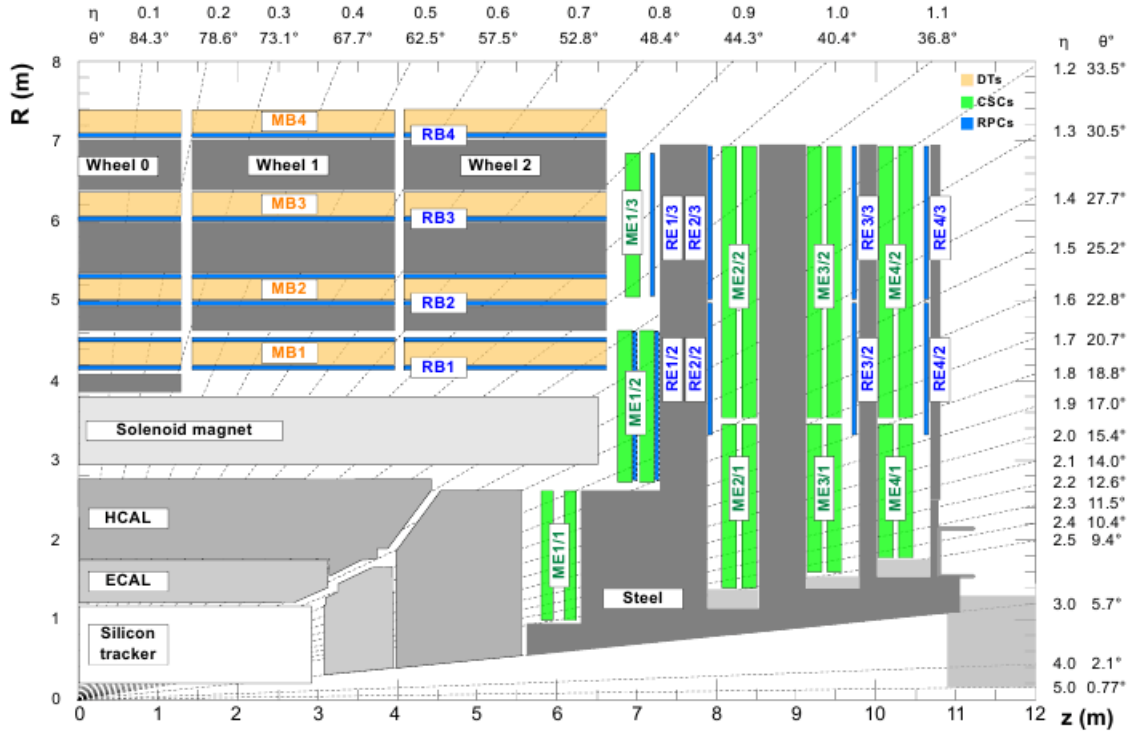 η 0.1 0.2 0.3 0.4 0.5 0.6 0.7 0.8 0.9 1.0 1.1
θ° 84.3° 78.6° 73.1° 67.7° 62.5° 57.5° 52.8° 48.4° 44.3° 40.4° 36.8° η θ°
R (m)
8 7 6 5 4 3 2 1 0
1.2 33.5°
1.3 30.5°
1.4 27.7°
1.5 25.2°
1.6 22.8°
1.7 20.7°
1.8 18.8°
1.9 17.0°
2.0 15.4°
2.1 14.0°
2.2 12.6°
2.3 11.5°
2.4 10.4°
2.5 9.4°
3.0 5.7°
4.0 2.1°
5.0 0.77°
DTs
CSCs
RPCs
MB4
RB4
Wheel 0 Wheel 1 Wheel 2
MB3
RB3
MB2
RB2
MB1
RB1
ME1/3
RE1/3
RE2/3
ME2/2
ME3/2
RE3/3
ME4/2
RE4/3
ME1/2
RE1/2
RE2/2
RE3/2
RE4/2
Solenoid magnet
HCAL
ECAL
Silicon
tracker
ME1/1
ME2/1
ME3/1
ME4/1
Steel
0 1 2 3 4 5 6 7 8 9 10 11 12 z (m)